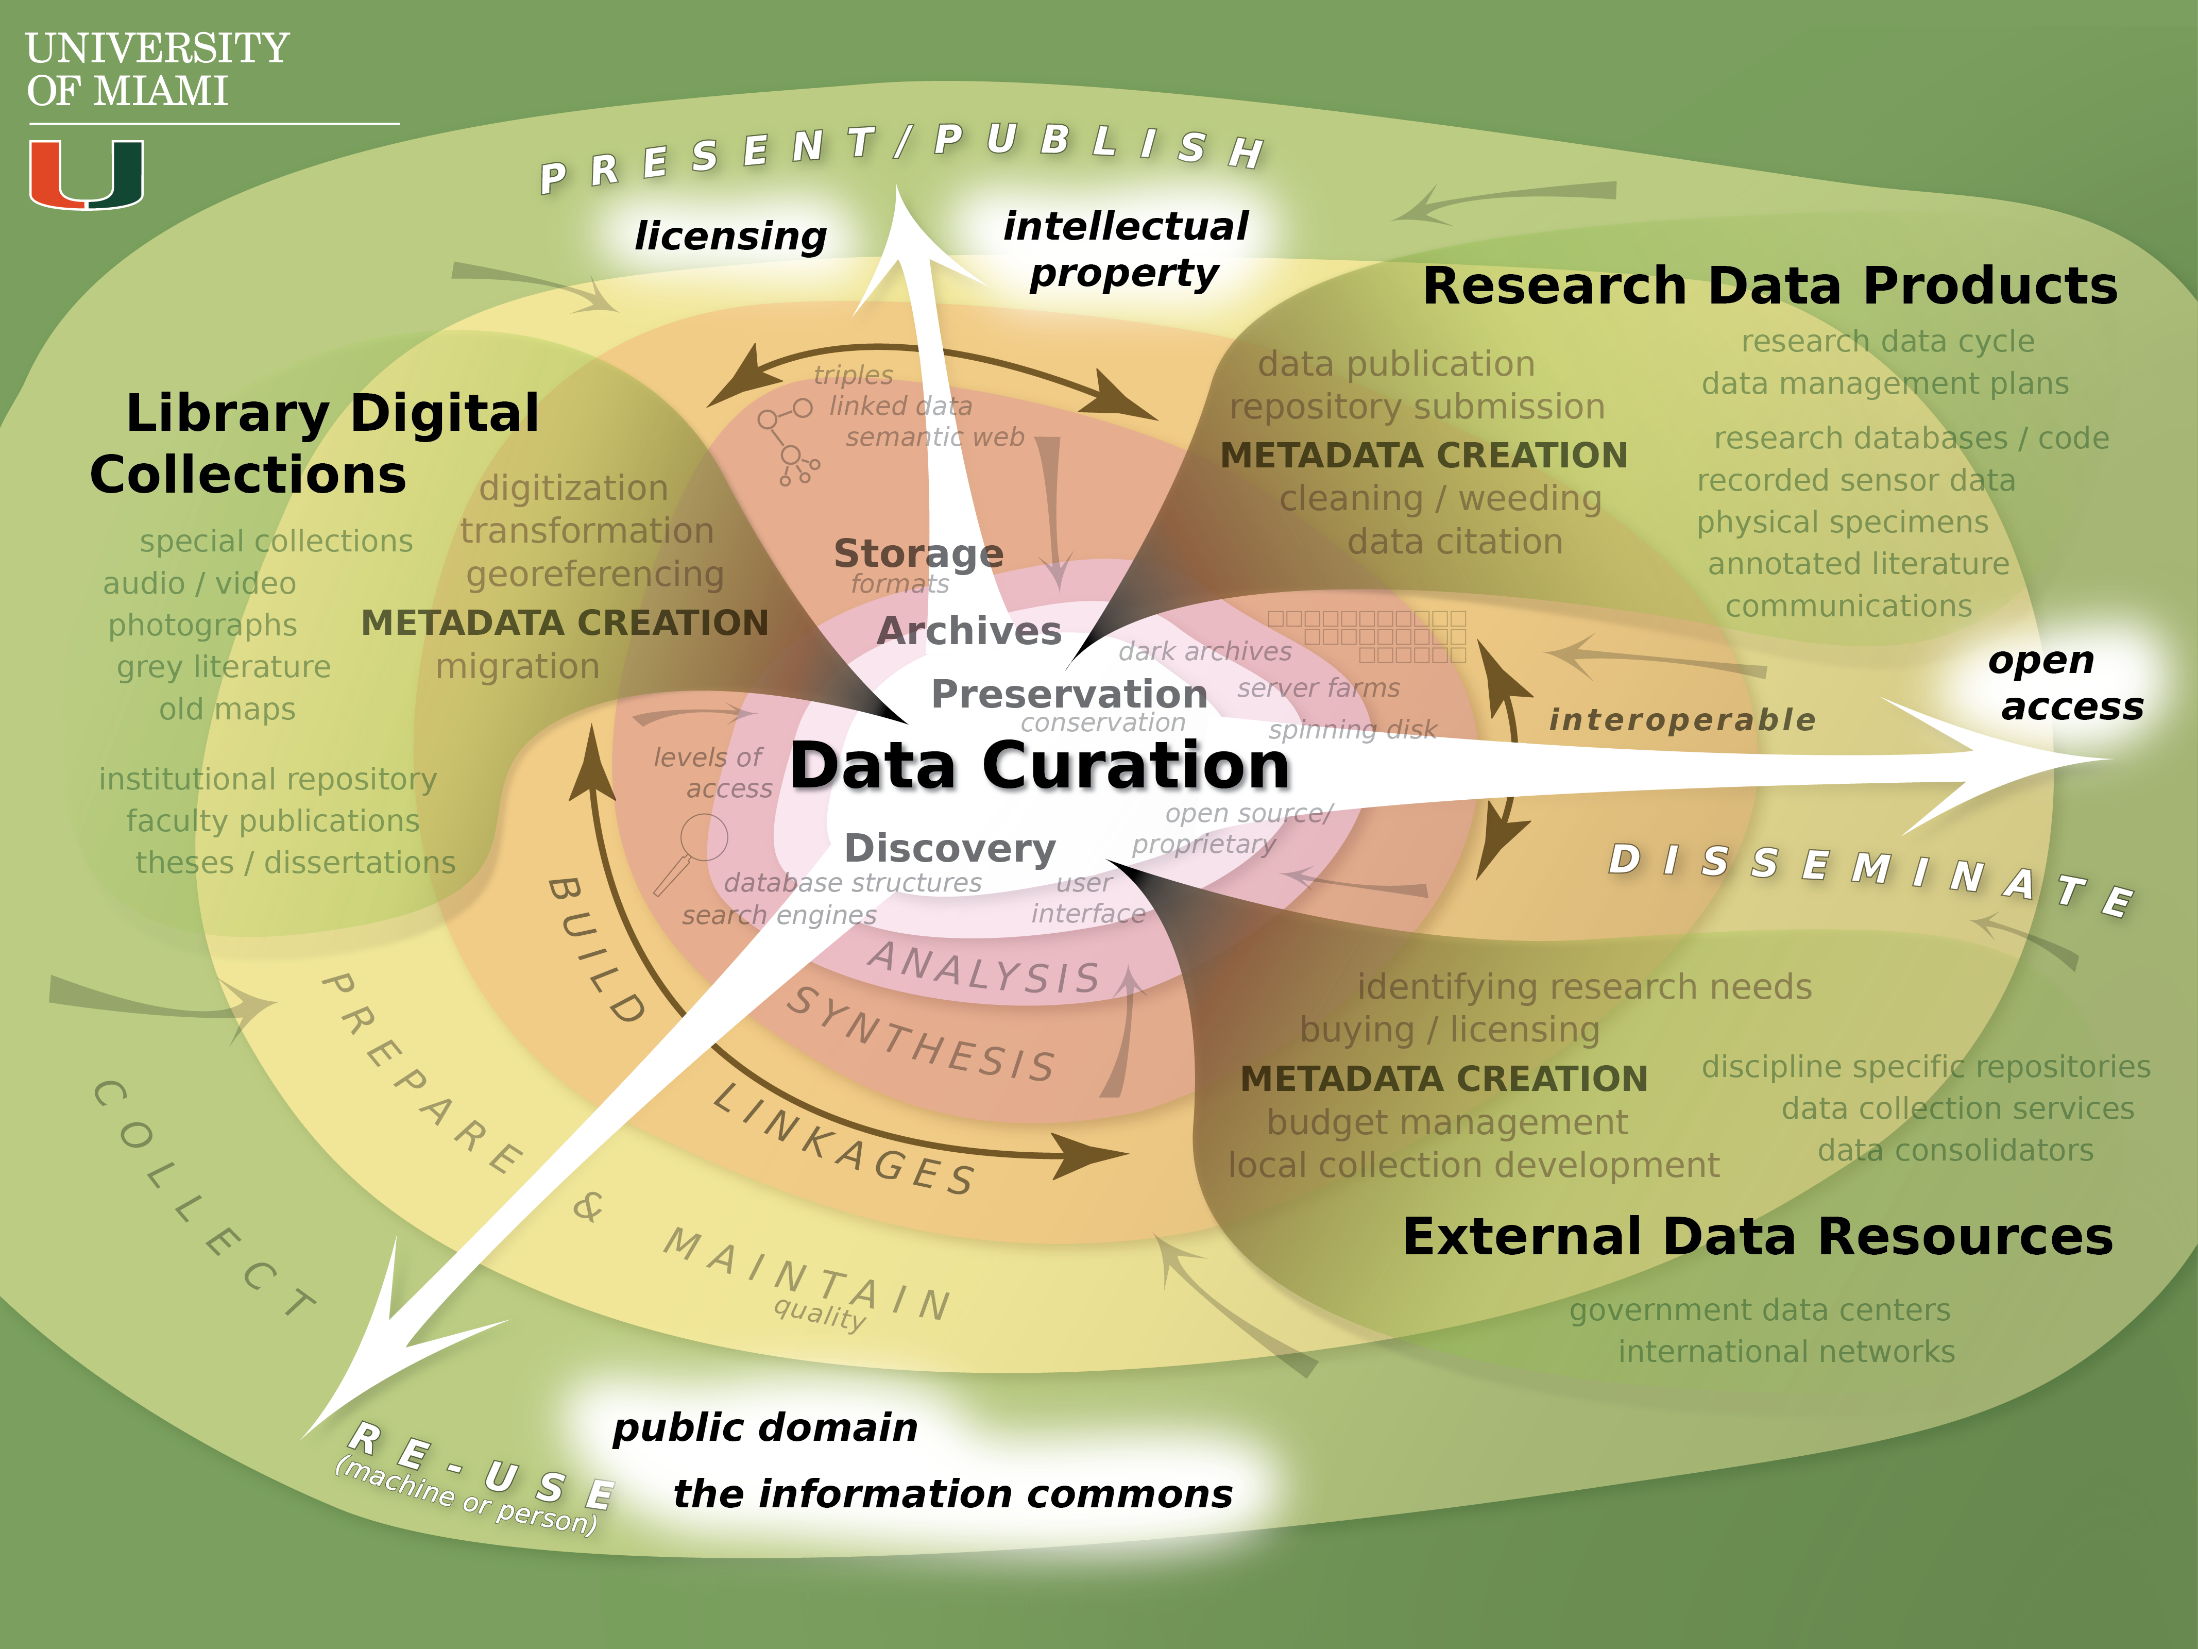 UNIVERSITY
OF MIAMI
PRESENT/PUBLISH
licensing
intellectual
property
Library Digital
Collections
special collections
audio / video
photographs
grey literature
old maps
institutional repository
faculty publications
theses / dissertations
digitization
transformation
georeferencing
METADATA CREATION
migration
triples
linked data
semantic web
Research Data Products
research data cycle
data management plans
research databases / code
recorded sensor data
physical specimens
annotated literature
communications
data publication
repository submission
METADATA CREATION
cleaning / weeding
data citation
Storage
formats
Archives
dark archives
Preservation
server farms
conservation
spinning disk
Data Curation
levels of
access
open source/
proprietary
Discovery
database structures
search engines
user
interface
interoperable
open
access
DISSEMINATE
ANALYSIS
SYNTHESIS
BUILD
LINKAGES
PREPARE & MAINTAIN
quality
COLLECT
identifying research needs
buying / licensing
METADATA CREATION
budget management
local collection development
discipline specific repositories
data collection services
data consolidators
External Data Resources
government data centers
international networks
RE-USE
(machine or person)
public domain
the information commons